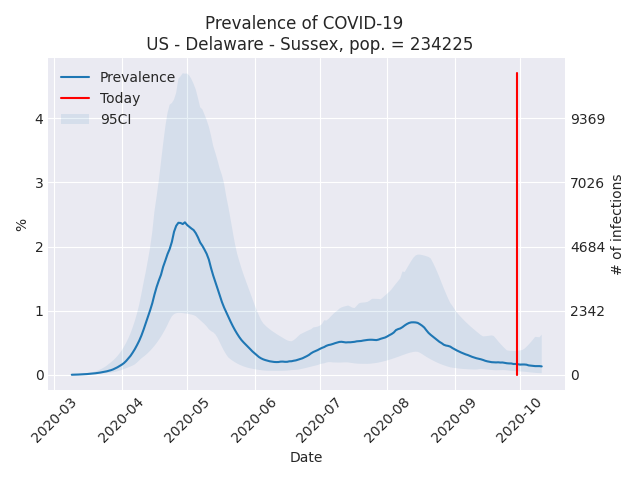 Prevalence of COVID-19
US - Delaware - Sussex, pop. = 234225
Prevalence
Today
95CI
4
3
2
1
0
%
9369
7026
4684
2342
0
# of infections
2020-03
2020-04
2020-05
2020-06
2020-07
2020-08
2020-09
2020-10
Date